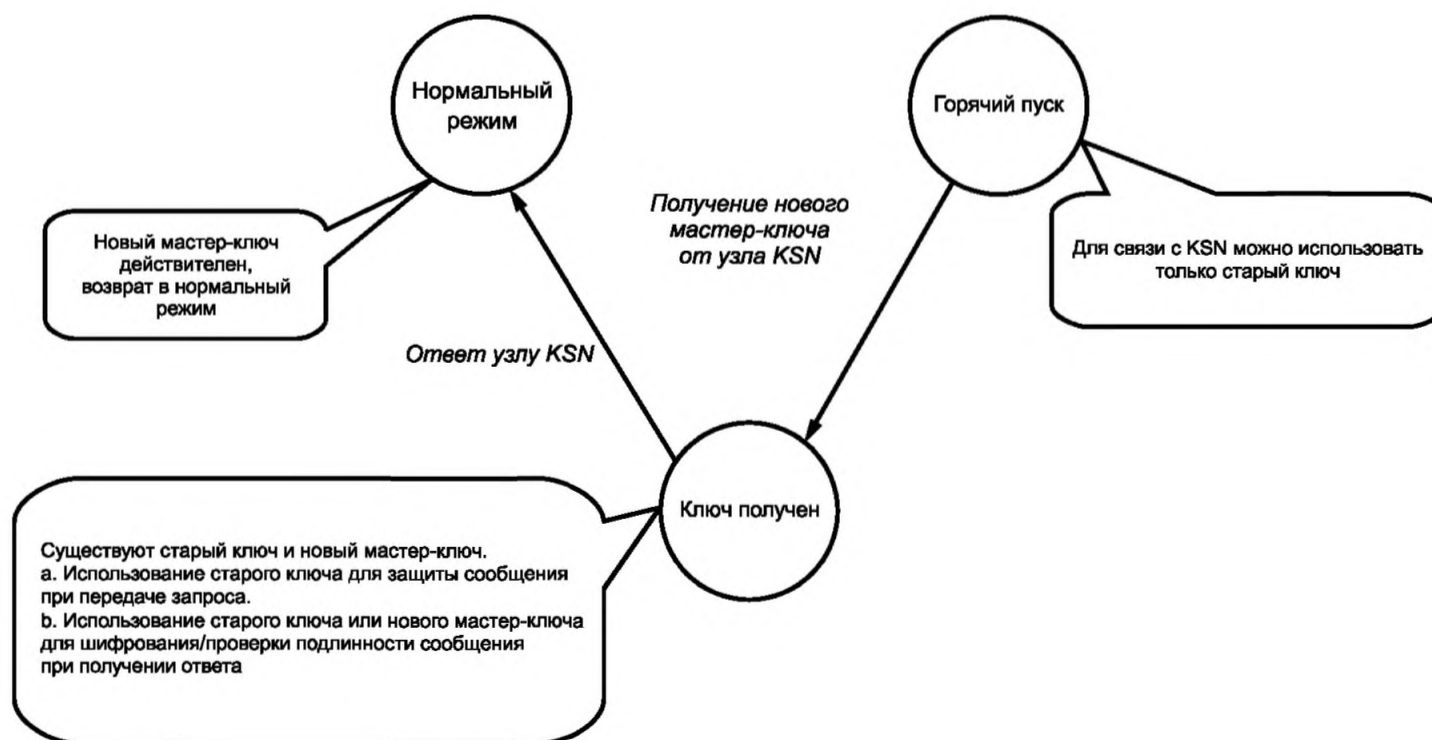 Нормальный
режим
Горячий пуск
Получение нового
мастер-ключа
от узла KSN
Новый мастер-ключ
действителен,
возврат в нормальный
режим
Для связи с KSN можно использовать
только старый ключ
Ответ узлу KSN
Ключ получен
Существуют старый ключ и новый мастер-ключ.
a. Использование старого ключа для защиты сообщения
при передаче запроса.
b. Использование старого ключа или нового мастер-ключа
для шифрования/проверки подлинности сообщения
при получении ответа